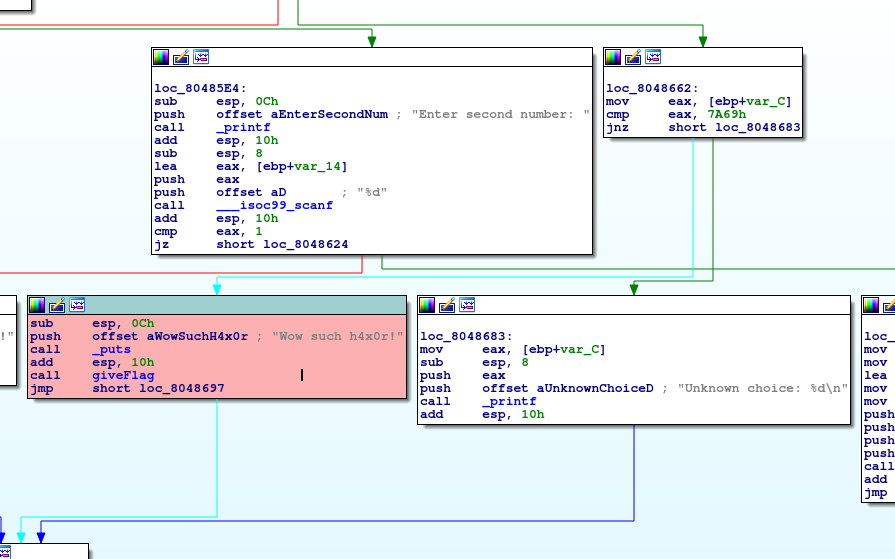 loc_80485E4:
sub esp, 0Ch
push offset aEnterSecondNum ; "Enter second number: "
call _printf
add esp, 10h
sub esp, 8
lea eax, [ebp+var_14]
push eax
push offset aD ; "%d"
call ___isoc99_scanf
add esp, 10h
cmp eax, 1
jz short loc_8048624
loc_8048662:
mov eax, [ebp+var_C]
cmp eax, 7A69h
jnz short loc_8048683
!"
sub esp, 0Ch
push offset aWowSuchH4x0r ; "Wow such h4x0r!"
call _puts
add esp, 10h
call giveFlag
jmp short loc_8048697
loc_8048683:
mov eax, [ebp+var_C]
sub esp, 8
push eax
push offset aUnknownChoiceD ; "Unknown choice: %d\n"
call _printf
add esp, 10h
loc_
mov
mov
lea
mov
mov
push
push
push
push
call
add
jmp